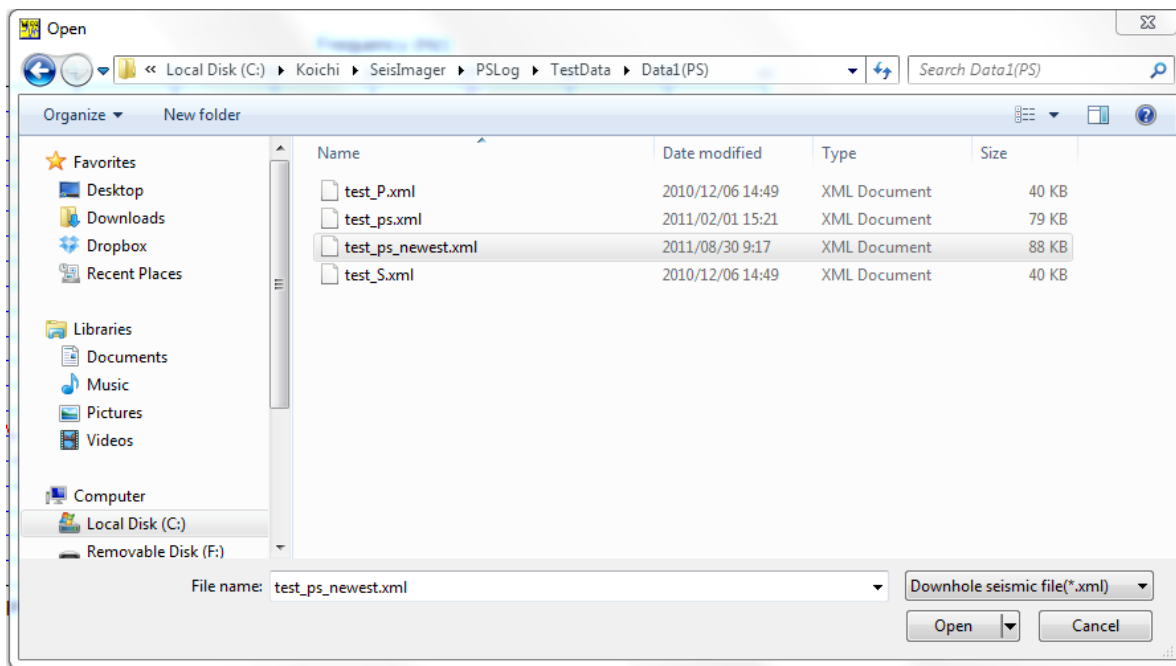 Open
Frequency (Hz)
« Local Disk (C:) Koichi SeisImager PSLog TestData Data1(PS) Search Data1(PS)
Organize New folder
Favorites
Desktop
Downloads
Dropbox
Recent Places
Libraries
Documents
Music
Pictures
Videos
Computer
Local Disk (C:)
Removable Disk (F:)
Name Date modified Type Size
test_P.xml 2010/12/06 14:49 XML Document 40 KB
test_ps.xml 2011/02/01 15:21 XML Document 79 KB
test_ps_newest.xml 2011/08/30 9:17 XML Document 88 KB
test_S.xml 2010/12/06 14:49 XML Document 40 KB
File name: test_ps_newest.xml Downhole seismic file(*.xml)
Open Cancel